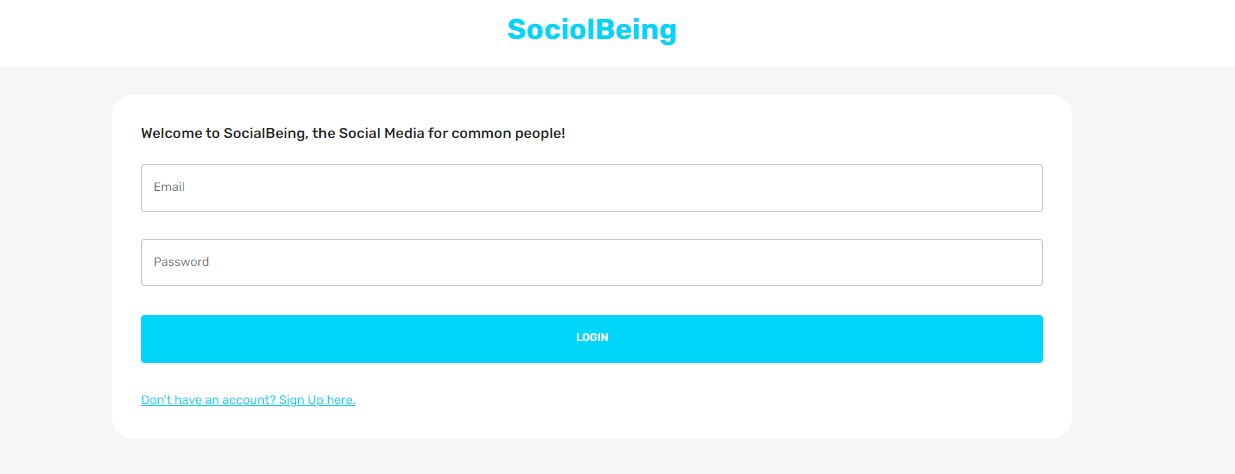 SociolBeing
Welcome to SocialBeing, the Social Media for common people!
Email
Password
LOGIN
Don't have an account? Sign Up here.